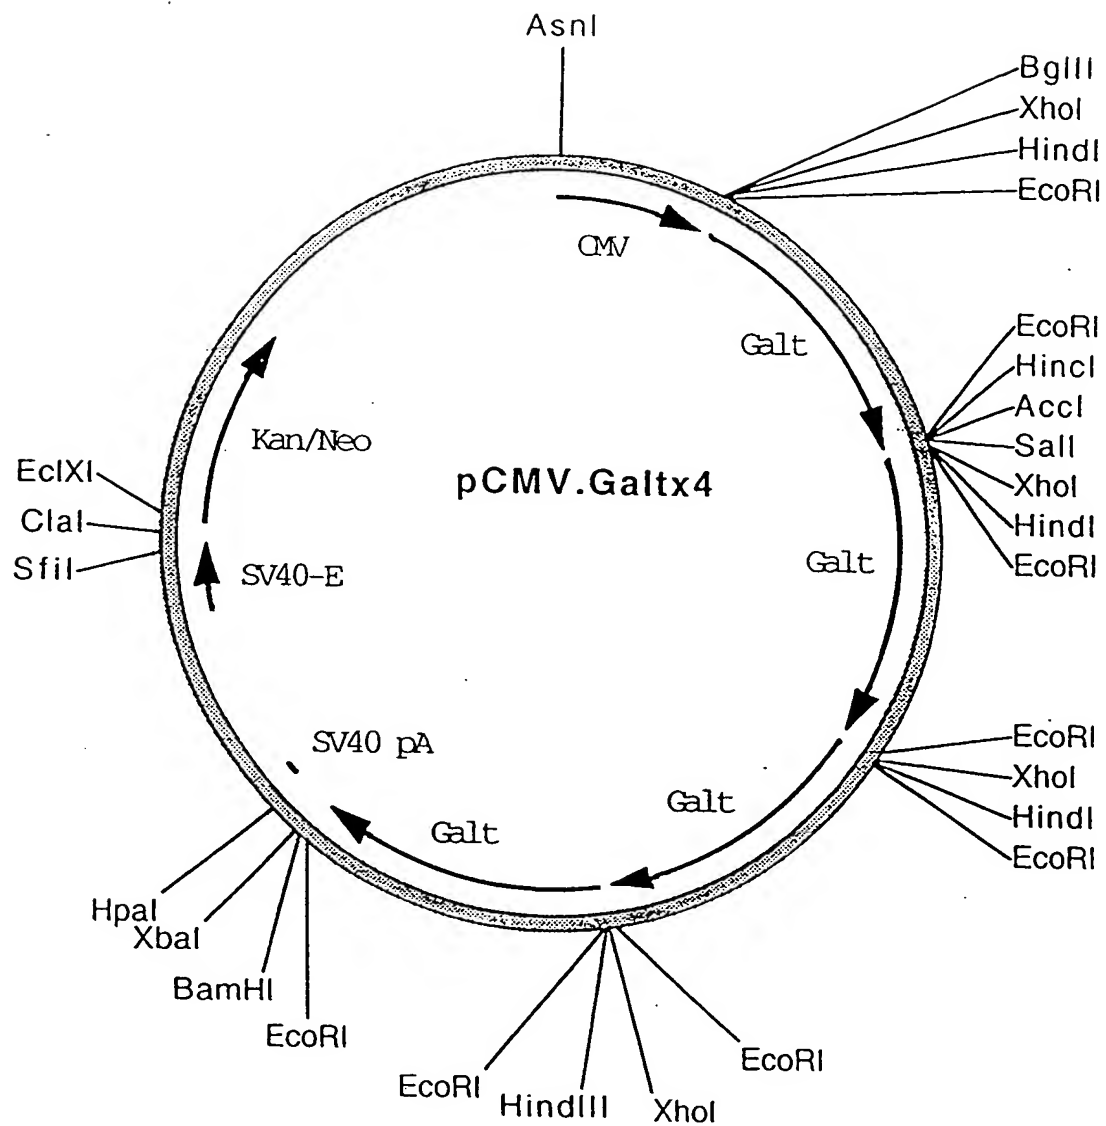 AsnI
BglII
XhoI
HindI
EcoRI
CMV
Galt
EcoRI
HincI
AccI
SalI
XhoI
HindI
EcoRI
Kan/Neo
pCMV.Galtx4
EclXI
ClaI
SfiI
Galt
SV40-E
EcoRI
XhoI
HindI
EcoRI
SV40 pA
Galt
Galt
HpaI
XbaI
BamHI
EcoRI
EcoRI
HindIII
XhoI
EcoRI